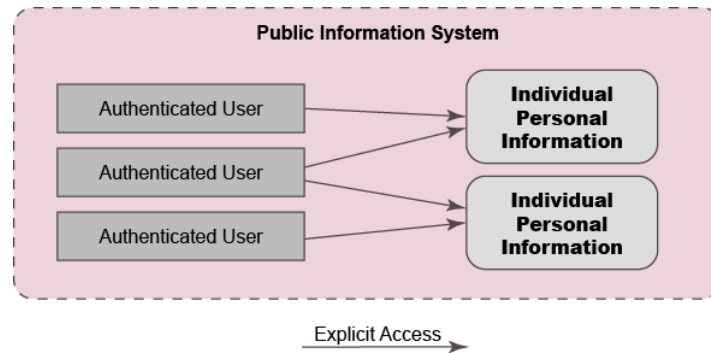 Public Information System
Authenticated User
Authenticated User
Authenticated User
Individual
Personal
Information
Individual
Personal
Information
Explicit Access